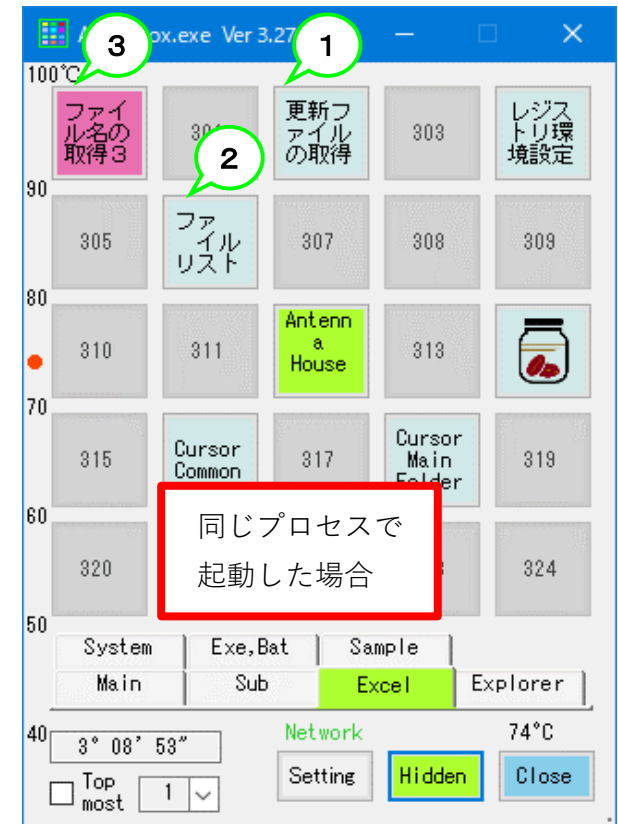 ox.exe Ver 3.27
3
1
100℃
ファイ
ル名の
取得3
更新フ
ァイル
の取得
303
レジス
トリ環
境設定
2
90
305
ファ
イル
リスト
307
308
309
80
310
311
Antenn
a
House
313
70
315
Cursor
Common
317
Cursor
Main
Folder
319
60
320
同じプロセスで
起動した場合
324
50
System
Exe,Bat
Sample
Main
Sub
Excel
Explorer
40
3° 08’ 53”
Network
74℃
Top
most
1
Setting
Hidden
Close